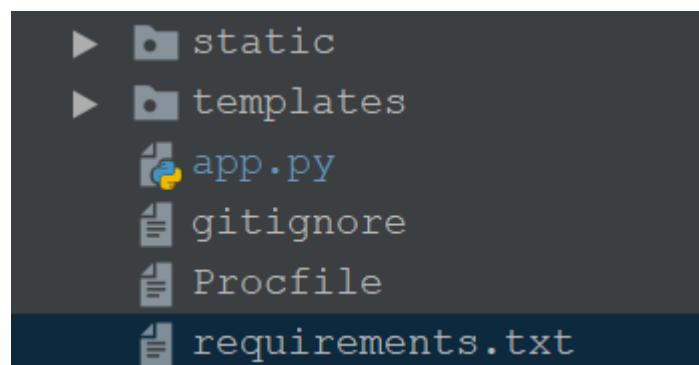 static
templates
app.py
gitignore
Procfile
requirements.txt